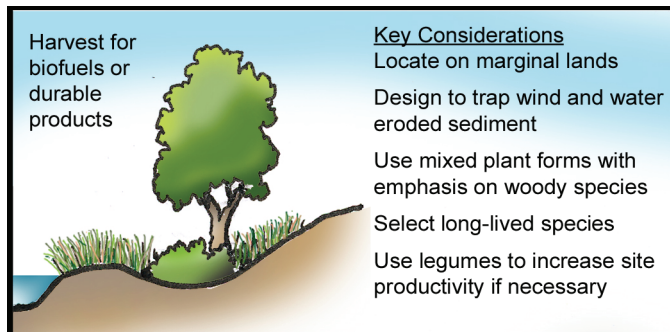 Harvest for
biofuels or
durable
products
Key Considerations
Locate on marginal lands
Design to trap wind and water
eroded sediment
Use mixed plant forms with
emphasis on woody species
Select long-lived species
Use legumes to increase site
productivity if necessary